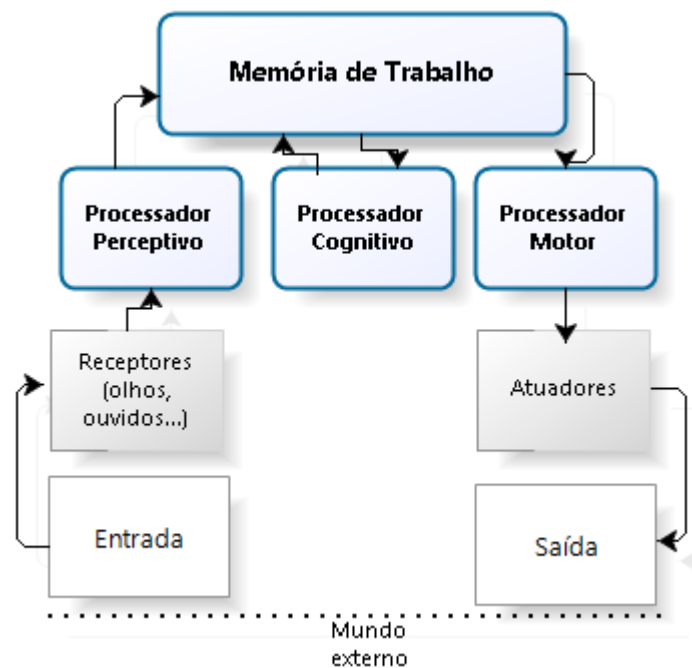 Memória de Trabalho
Processador
Perceptivo
Processador
Cognitivo
Processador
Motor
Receptores
(olhos,
ouvidos...)
Atuadores
Entrada
Saída
Mundo
externo